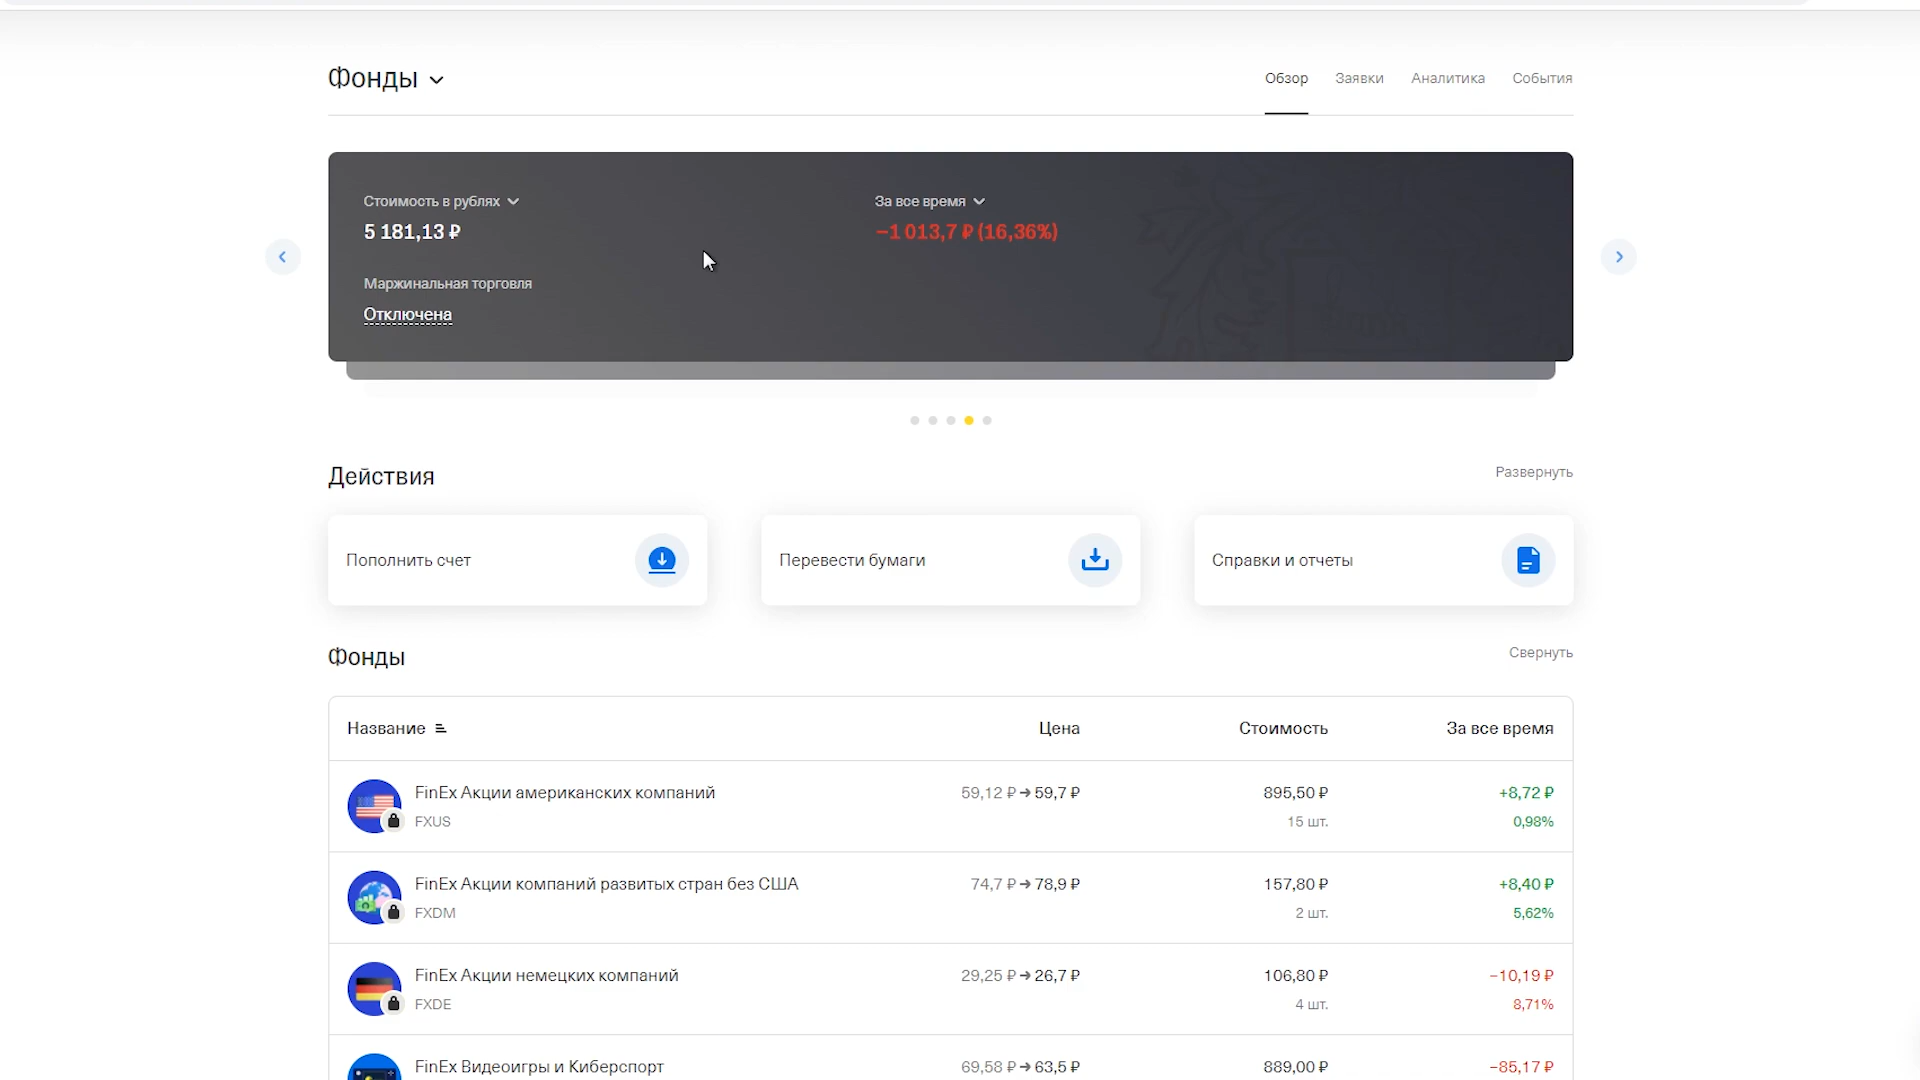 Фонды
Обзор Заявки Аналитика События
Стоимость в рублях За все время
5 181,13 ₽ −1 013,7 ₽ (16,36%)
Маржинальная торговля
Отключена
Действия Развернуть
Пополнить счет Перевести бумаги Справки и отчеты
Фонды Свернуть
Название Цена Стоимость За все время
FinEx Акции американских компаний 59,12 ₽ → 59,7 ₽ 895,50 ₽ +8,72 ₽
FXUS 15 шт. 0,98%
FinEx Акции компаний развитых стран без США 74,7 ₽ → 78,9 ₽ 157,80 ₽ +8,40 ₽
FXDM 2 шт. 5,62%
FinEx Акции немецких компаний 29,25 ₽ → 26,7 ₽ 106,80 ₽ −10,19 ₽
FXDE 4 шт. 8,71%
FinEx Видеоигры и Киберспорт 69,58 ₽ → 63,5 ₽ 889,00 ₽ −85,17 ₽